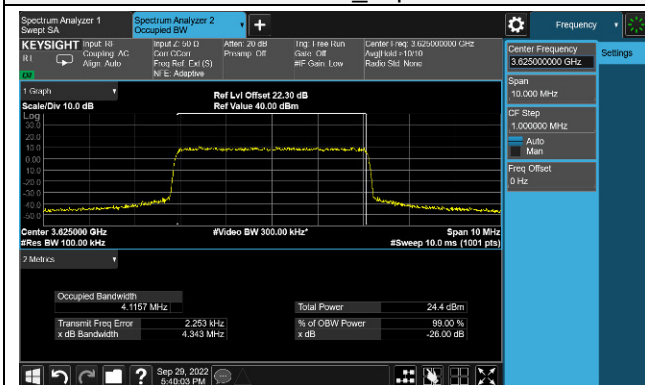 Spectrum Analyzer 1
Swept SA
Spectrum Analyzer 2
Occupied BW
Frequency
KEYSIGHT
Input: RF
Coupling: AC
Align: Auto
Input Z: 50 Ω
Corr CCorr
Freq Ref: Ext (S)
NFE: Adaptive
Atten: 20 dB
Preamp: Off
Trig: Free Run
Gate: Off
#IF Gain: Low
Center Freq: 3.625000000 GHz
Avg|Hold:>10/10
Radio Std: None
Center Frequency
3.625000000 GHz
Settings
Span
10.000 MHz
CF Step
1.000000 MHz
Auto
Man
Freq Offset
0 Hz
1 Graph
Scale/Div 10.0 dB
Ref Lvl Offset 22.30 dB
Ref Value 40.00 dBm
Log
30.0
20.0
10.0
0.00
-10.0
-20.0
-30.0
-40.0
-50.0
Center 3.625000 GHz
#Res BW 100.00 kHz
#Video BW 300.00 kHz*
Span 10 MHz
#Sweep 10.0 ms (1001 pts)
2 Metrics
Occupied Bandwidth
4.1157 MHz
Total Power 24.4 dBm
Transmit Freq Error 2.253 kHz
% of OBW Power 99.00 %
x dB Bandwidth 4.343 MHz
x dB -26.00 dB
Sep 29, 2022
5:40:03 PM